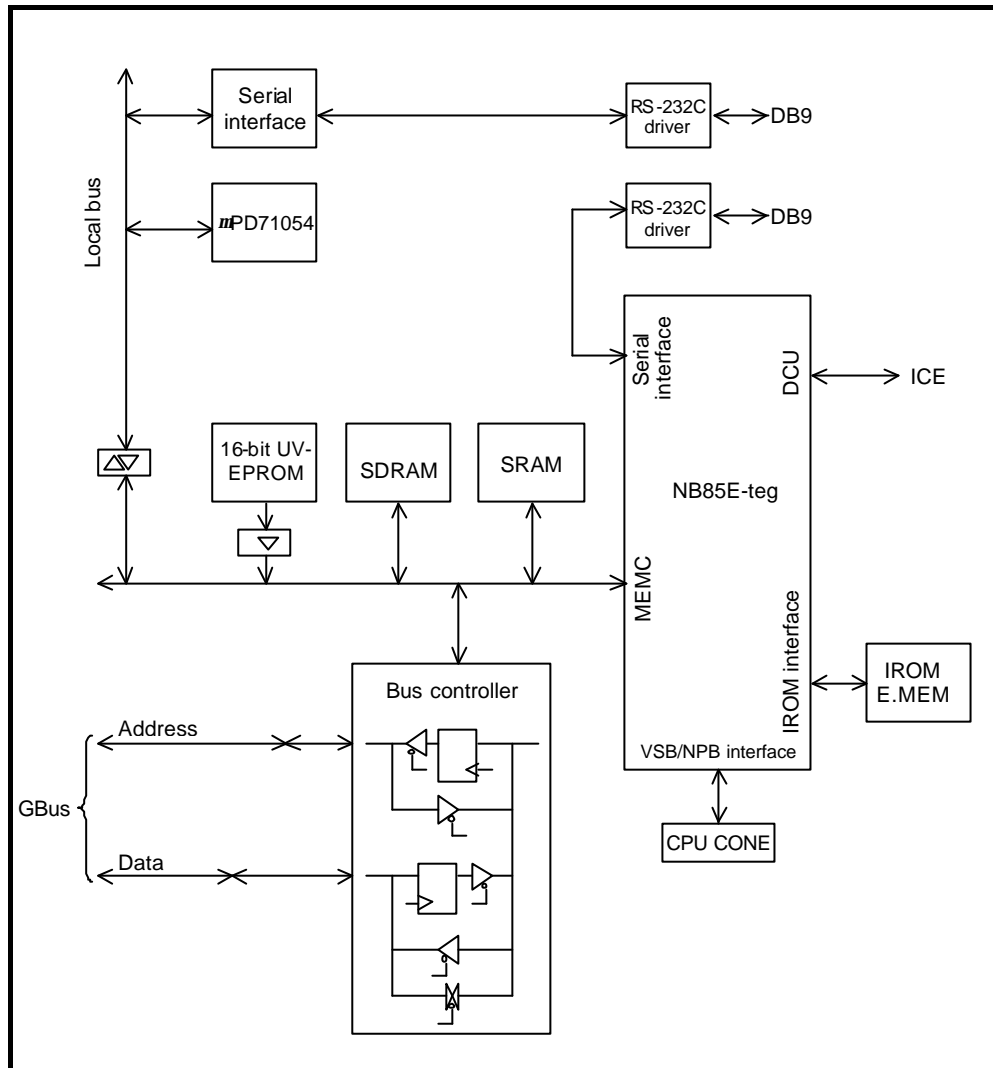 Serial
interface
RS-232C
driver
DB9
Local bus
mPD71054
RS-232C
driver
DB9
Serial
interface
DCU
ICE
16-bit UV-
EPROM
SDRAM
SRAM
NB85E-teg
MEMC
IROM interface
IROM
E.MEM
Bus controller
Address
VSB/NPB interface
GBus
CPU CONE
Data